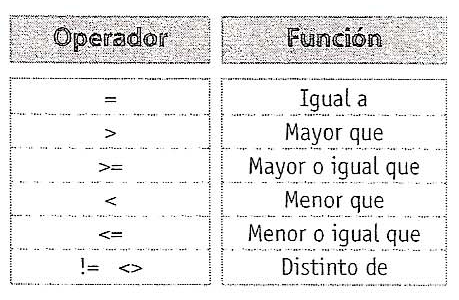 Operador Función
= Igual a
> Mayor que
>= Mayor o igual que
< Menor que
<= Menor o igual que
!= <> Distinto de